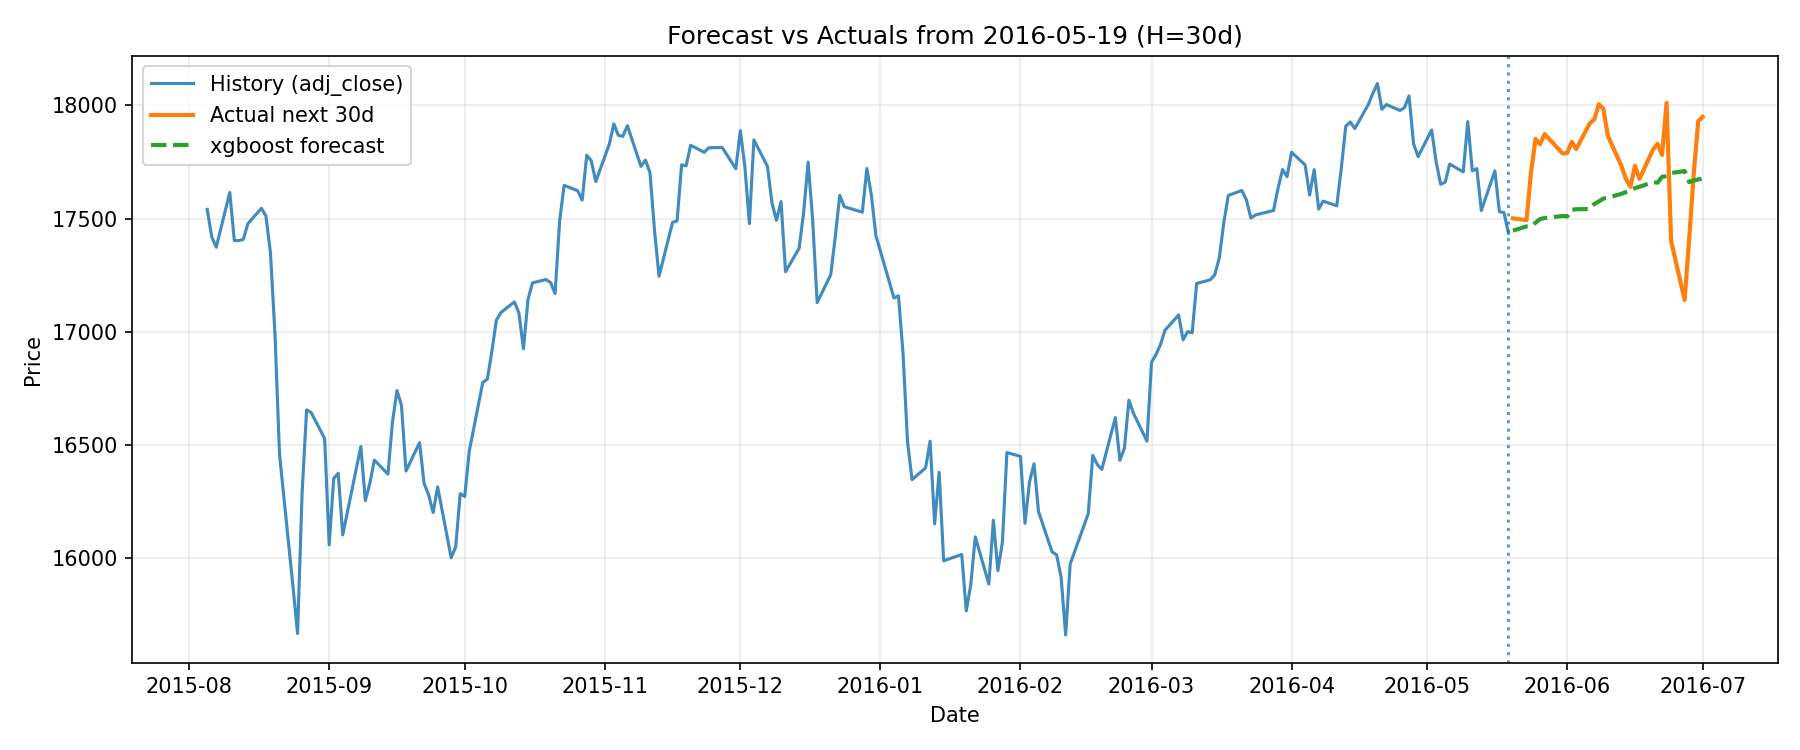 Forecast vs Actuals from 2016-05-19 (H=30d)
History (adj_close)
Actual next 30d
xgboost forecast
Price
18000
17500
17000
16500
16000
2015-08 2015-09 2015-10 2015-11 2015-12 2016-01 2016-02 2016-03 2016-04 2016-05 2016-06 2016-07
Date